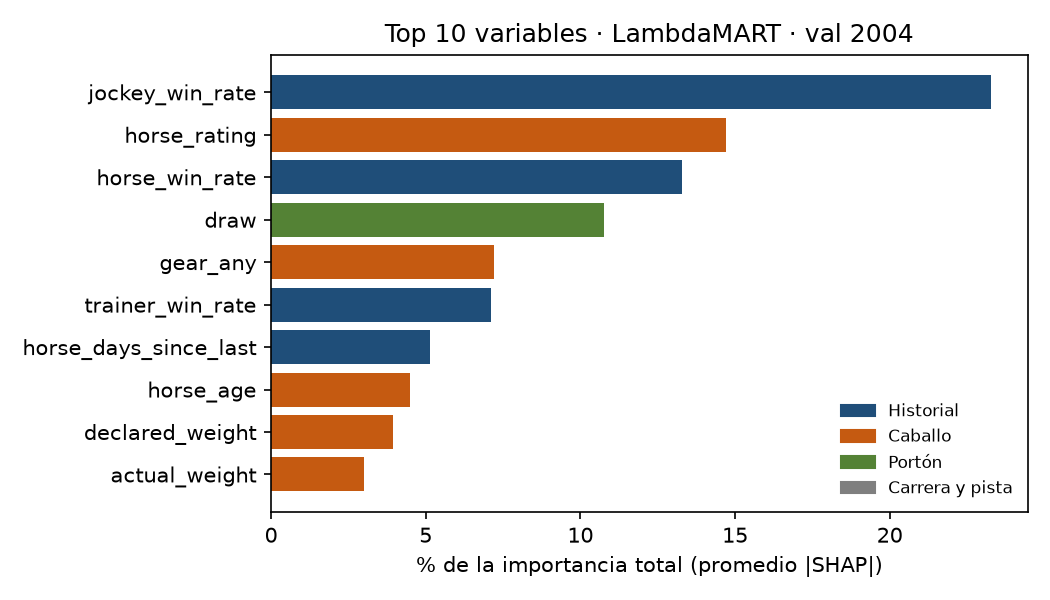 Top 10 variables · LambdaMART · val 2004
jockey_win_rate
horse_rating
horse_win_rate
draw
gear_any
trainer_win_rate
horse_days_since_last
horse_age
declared_weight
actual_weight
Historial
Caballo
Portón
Carrera y pista
0 5 10 15 20
% de la importancia total (promedio |SHAP|)